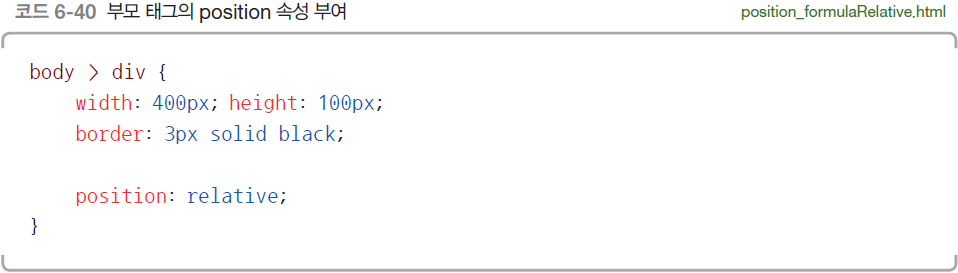 코드 6-40 부모 태그의 position 속성 부여 position_formulaRelative.html
body > div {
width: 400px; height: 100px;
border: 3px solid black;
position: relative;
}